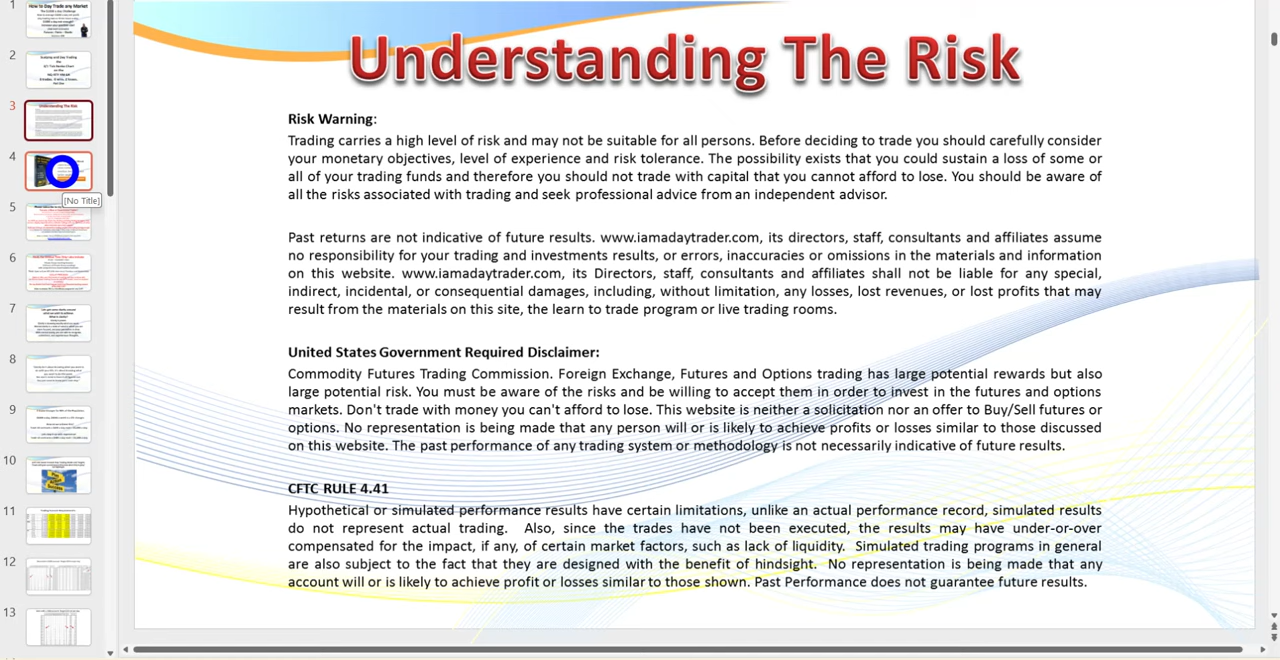 1
How to Day Trade any Market
2
3
Understanding The Risk
4
[No Title]
5
6
7
8
9
10
11
12
13
Understanding The Risk
Risk Warning:
Trading carries a high level of risk and may not be suitable for all persons. Before deciding to trade you should carefully consider
your monetary objectives, level of experience and risk tolerance. The possibility exists that you could sustain a loss of some or
all of your trading funds and therefore you should not trade with capital that you cannot afford to lose. You should be aware of
all the risks associated with trading and seek professional advice from an independent advisor.
Past returns are not indicative of future results. www.iamadaytrader.com, its directors, staff, consultants and affiliates assume
no responsibility for your trading and investments results, or errors, inaccuracies or omissions in the materials and information
on this website. www.iamadaytrader.com, its Directors, staff, consultants and affiliates shall not be liable for any special,
indirect, incidental, or consequential damages, including, without limitation, any losses, lost revenues, or lost profits that may
result from the materials on this site, the learn to trade program or live trading rooms.
United States Government Required Disclaimer:
Commodity Futures Trading Commission. Foreign Exchange, Futures and Options trading has large potential rewards but also
large potential risk. You must be aware of the risks and be willing to accept them in order to invest in the futures and options
markets. Don't trade with money you can't afford to lose. This website is neither a solicitation nor an offer to Buy/Sell futures or
options. No representation is being made that any person will or is likely to achieve profits or losses similar to those discussed
on this website. The past performance of any trading system or methodology is not necessarily indicative of future results.
CFTC RULE 4.41
Hypothetical or simulated performance results have certain limitations, unlike an actual performance record, simulated results
do not represent actual trading. Also, since the trades have not been executed, the results may have under-or-over
compensated for the impact, if any, of certain market factors, such as lack of liquidity. Simulated trading programs in general
are also subject to the fact that they are designed with the benefit of hindsight. No representation is being made that any
account will or is likely to achieve profit or losses similar to those shown. Past Performance does not guarantee future results.